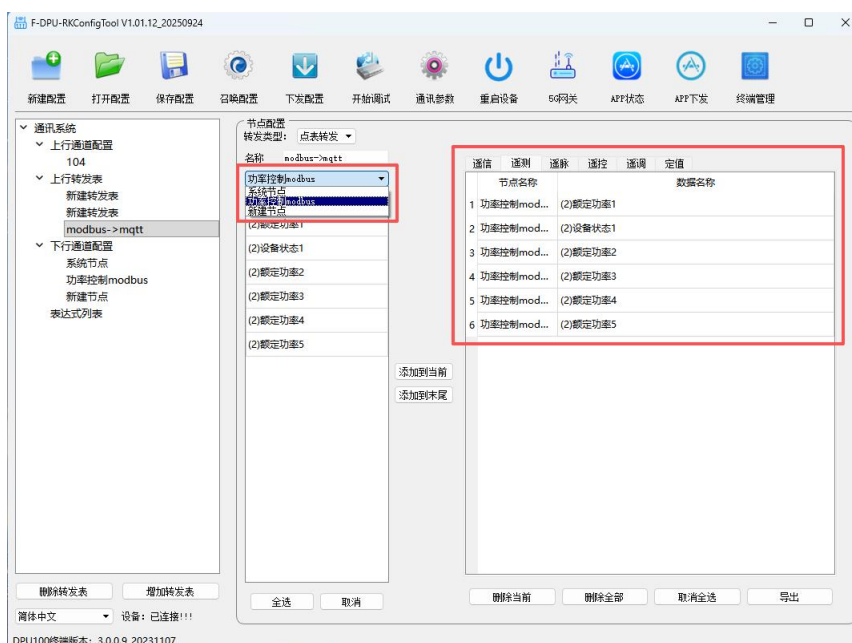 F-DPU-RKConfigTool V1.01.12_20250924
新建配置 打开配置 保存配置 召唤配置 下发配置 开始调试 通讯参数 重启设备 5G网关 APP状态 APP下发 终端管理
通讯系统
上行通道配置
104
上行转发表
新建转发表
新建转发表
modbus->mqtt
下行通道配置
系统节点
功率控制modbus
新建节点
表达式列表
删除转发表 增加转发表
简体中文 设备：已连接!!!
DPU100终端版本：3.0.0.9_20231107
节点配置
转发类型： 点表转发
名称 modbus->mqtt
功率控制modbus
系统节点
功率控制modbus
新建节点
(2)额定功率1
(2)设备状态1
(2)额定功率2
(2)额定功率3
(2)额定功率4
(2)额定功率5
全选 取消
添加到当前
添加到末尾
遥信 遥测 遥脉 遥控 遥调 定值
节点名称 数据名称
1 功率控制mod... (2)额定功率1
2 功率控制mod... (2)设备状态1
3 功率控制mod... (2)额定功率2
4 功率控制mod... (2)额定功率3
5 功率控制mod... (2)额定功率4
6 功率控制mod... (2)额定功率5
删除当前 删除全部 取消全选 导出